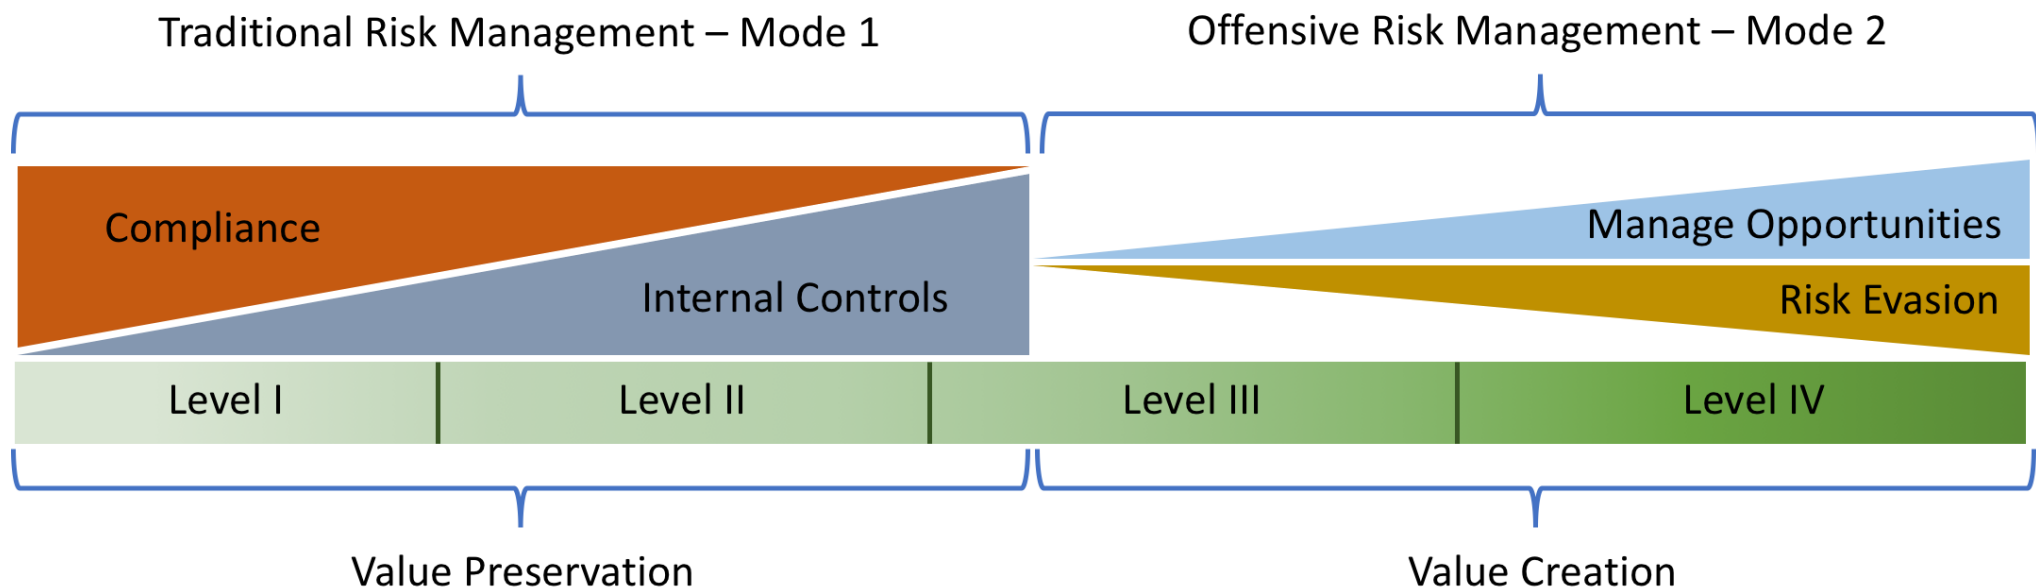 Traditional Risk Management – Mode 1
Offensive Risk Management – Mode 2
Compliance
Internal Controls
Manage Opportunities
Risk Evasion
Level I
Level II
Level III
Level IV
Value Preservation
Value Creation